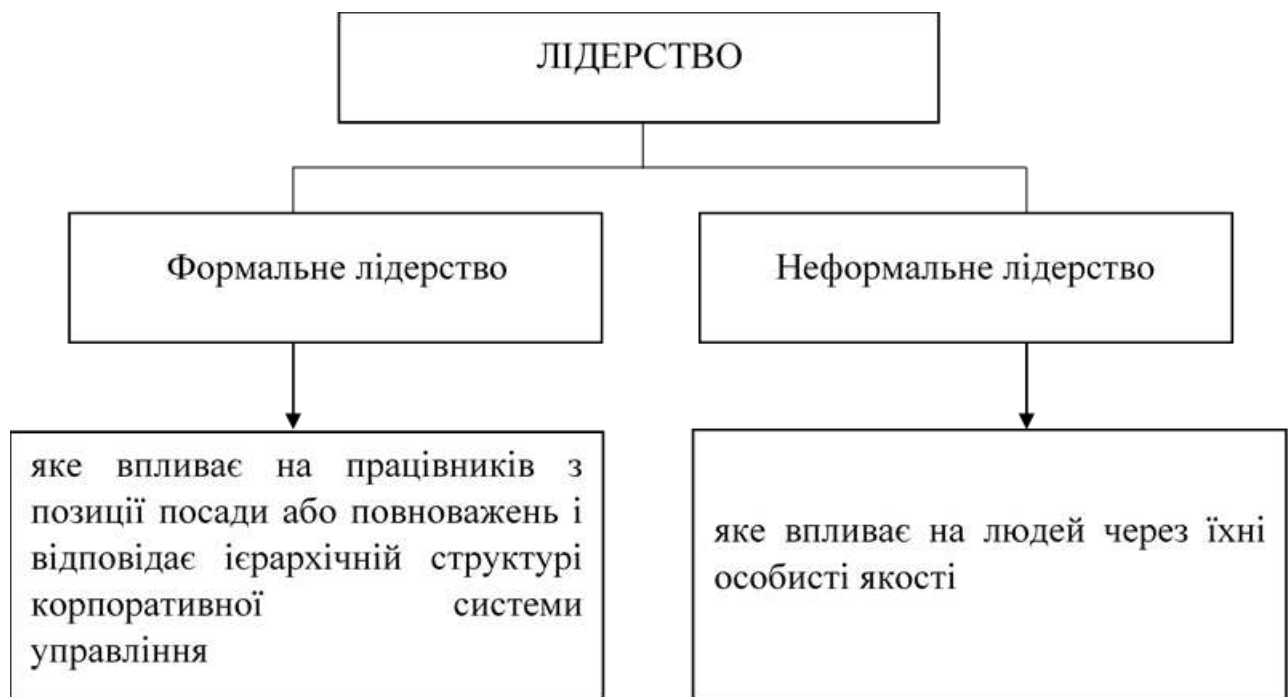 ЛІДЕРСТВО
Формальне лідерство
Неформальне лідерство
яке впливає на працівників з
позиції посади або повноважень і
відповідає ієрархічній структурі
корпоративної системи
управління
яке впливає на людей через їхні
особисті якості